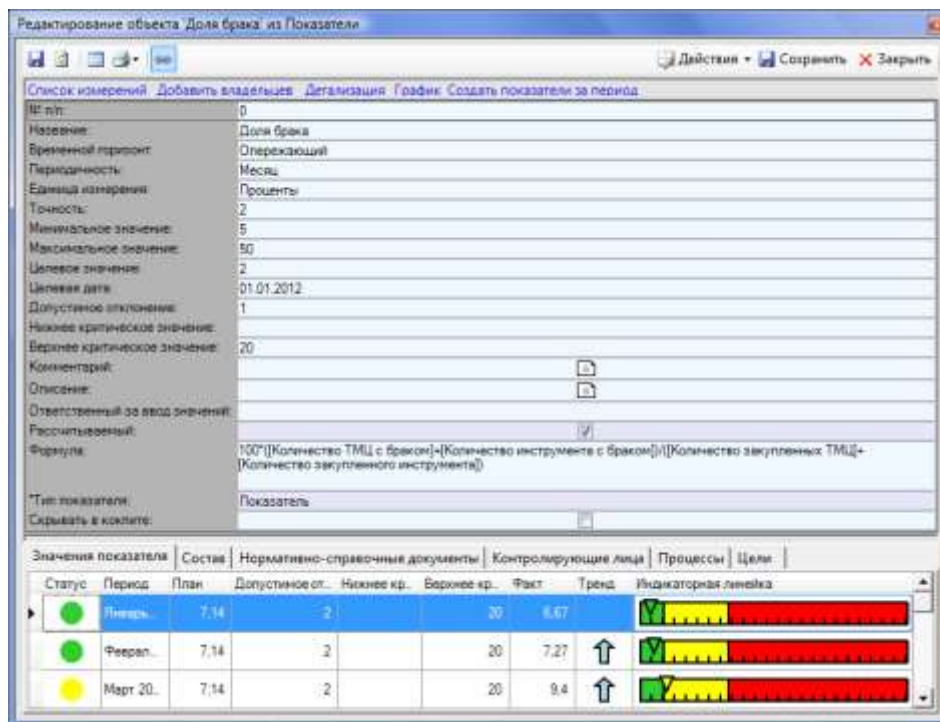 Редактирование объекта 'Доля брака' из Показатели
Действия Сохранить Закрыть
Список измерений Добавить владельцев Детализация График Создать показатели за период
№ п/п: 0
Название: Доля брака
Временной горизонт: Опережающий
Периодичность: Месяц
Единица измерения: Проценты
Точность: 2
Минимальное значение: 5
Максимальное значение: 50
Целевое значение: 2
Целевая дата: 01.01.2012
Допустимое отклонение: 1
Нижнее критическое значение:
Верхнее критическое значение: 20
Комментарий:
Описание:
Ответственный за ввод значений:
Рассчитываемый:
Формула: 100*([Количество ТМЦ с браком]+[Количество инструмента с браком])/([Количество закупленных ТМЦ]+
[Количество закупленного инструмента])
*Тип показателя: Показатель
Скрывать в кокпите:
Значения показателя Состав Нормативно-справочные документы Контролирующие лица Процессы Цели
Статус Период План Допустимое от... Нижнее кр... Верхнее кр... Факт Тренд Индикаторная линейка
Январь... 7,14 2 20 6,67
Феврал... 7,14 2 20 7,27
Март 20... 7,14 2 20 9,4